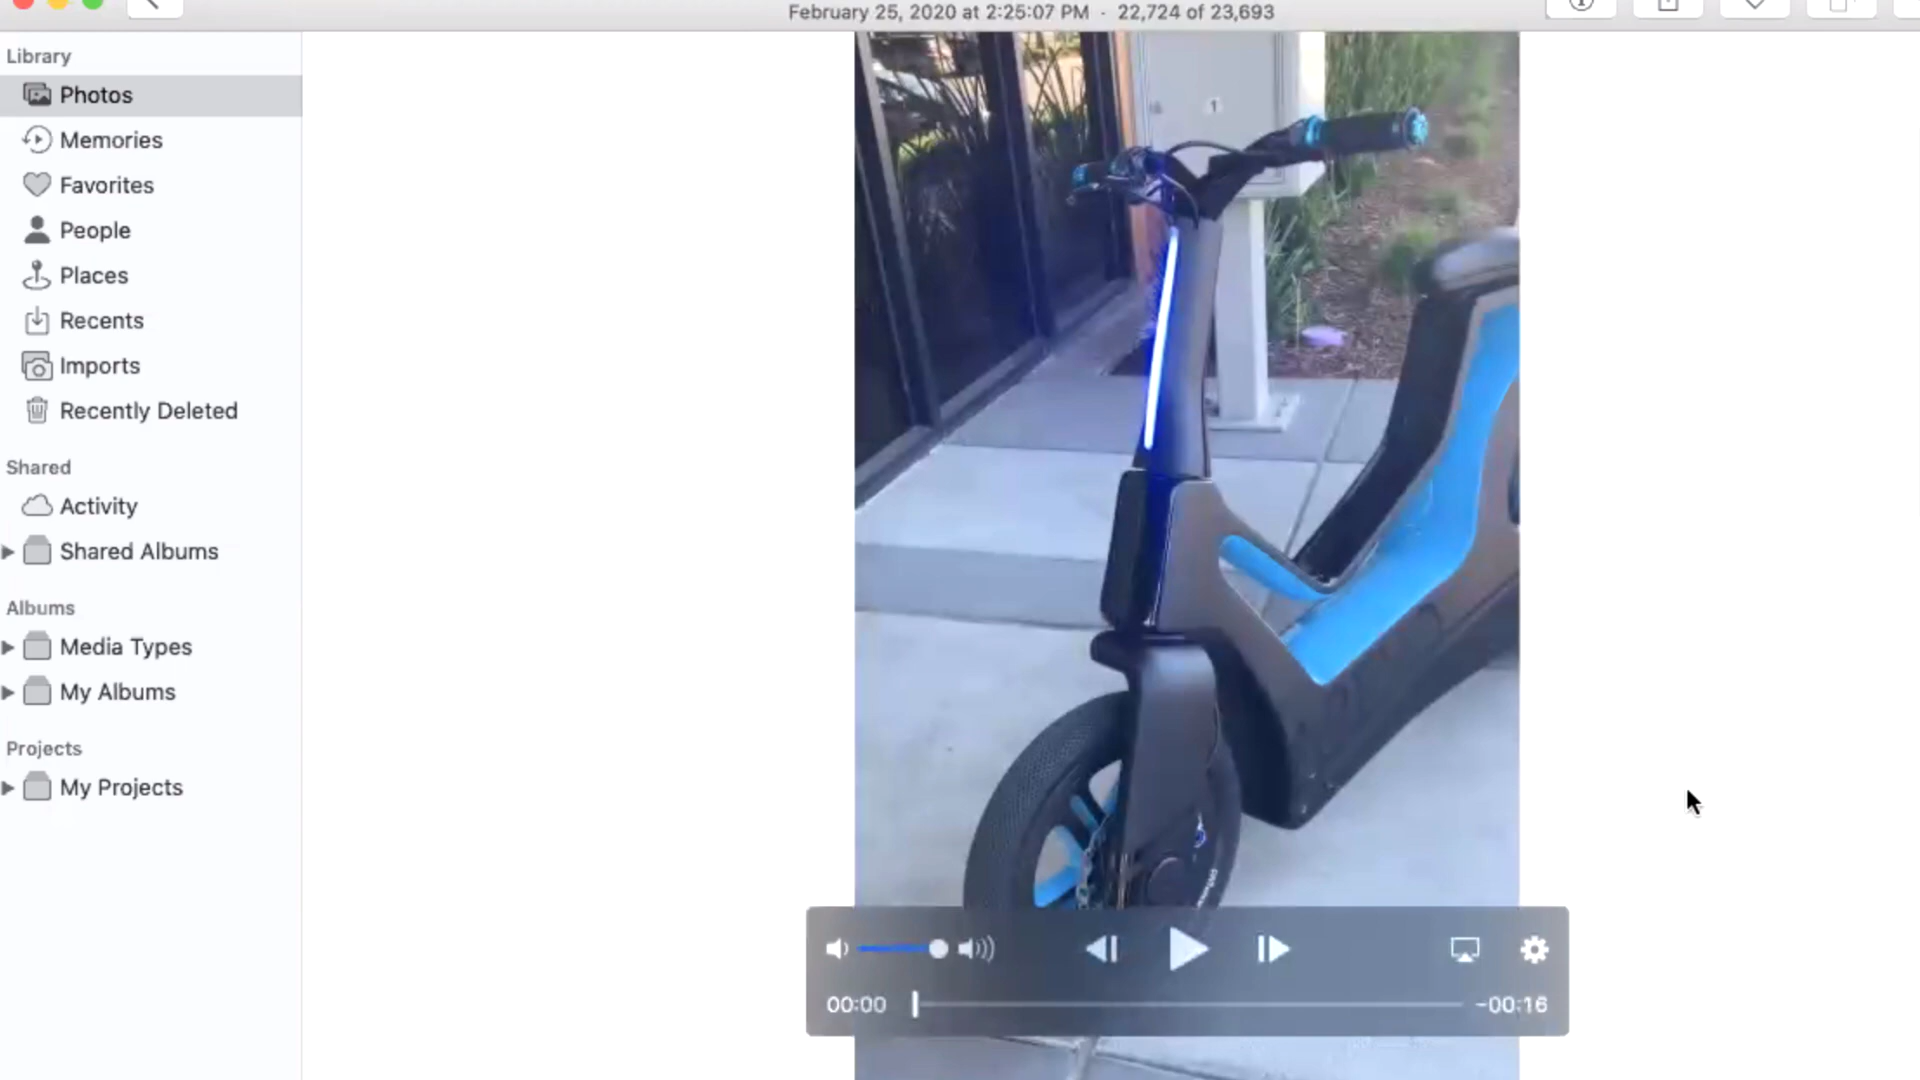 February 25, 2020 at 2:25:07 PM · 22,724 of 23,693
Library
Photos
Memories
Favorites
People
Places
Recents
Imports
Recently Deleted
Shared
Activity
Shared Albums
Albums
Media Types
My Albums
Projects
My Projects
1
00:00
-00:16